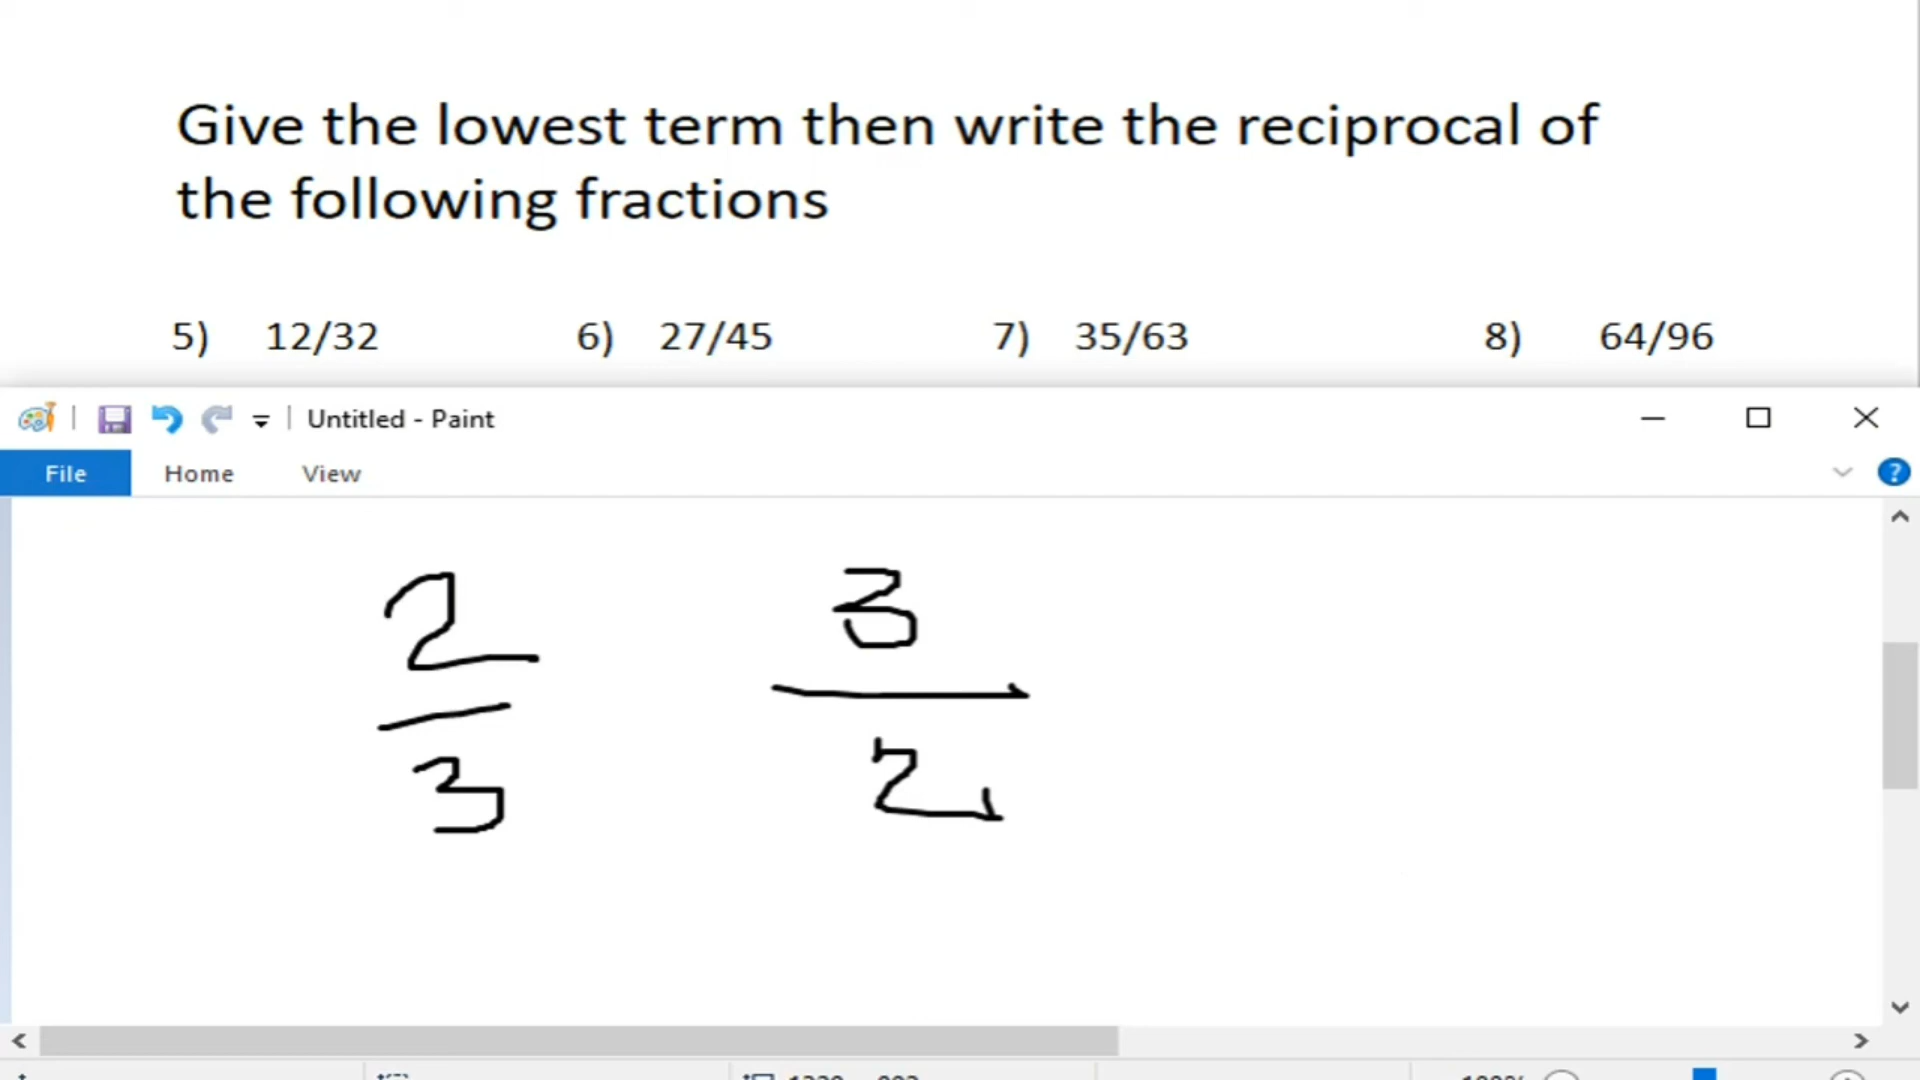 Give the lowest term then write the reciprocal of
the following fractions
5) 12/32 6) 27/45 7) 35/63 8) 64/96
Untitled - Paint
File Home View
2 3
3 2